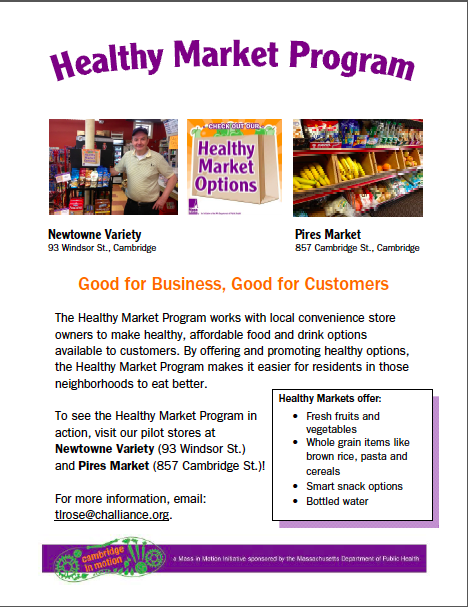 Healthy Market Program
CHECK OUT OUR
Healthy
Market
Options
Newtowne Variety
93 Windsor St., Cambridge
Pires Market
857 Cambridge St., Cambridge
Good for Business, Good for Customers
The Healthy Market Program works with local convenience store
owners to make healthy, affordable food and drink options
available to customers. By offering and promoting healthy options,
the Healthy Market Program makes it easier for residents in those
neighborhoods to eat better.
To see the Healthy Market Program in
action, visit our pilot stores at
Newtowne Variety (93 Windsor St.)
and Pires Market (857 Cambridge St.)!
For more information, email:
tlrose@challiance.org.
Healthy Markets offer:
• Fresh fruits and
vegetables
• Whole grain items like
brown rice, pasta and
cereals
• Smart snack options
• Bottled water
cambridge
in motion
a Mass in Motion Initiative sponsored by the Massachusetts Department of Public Health